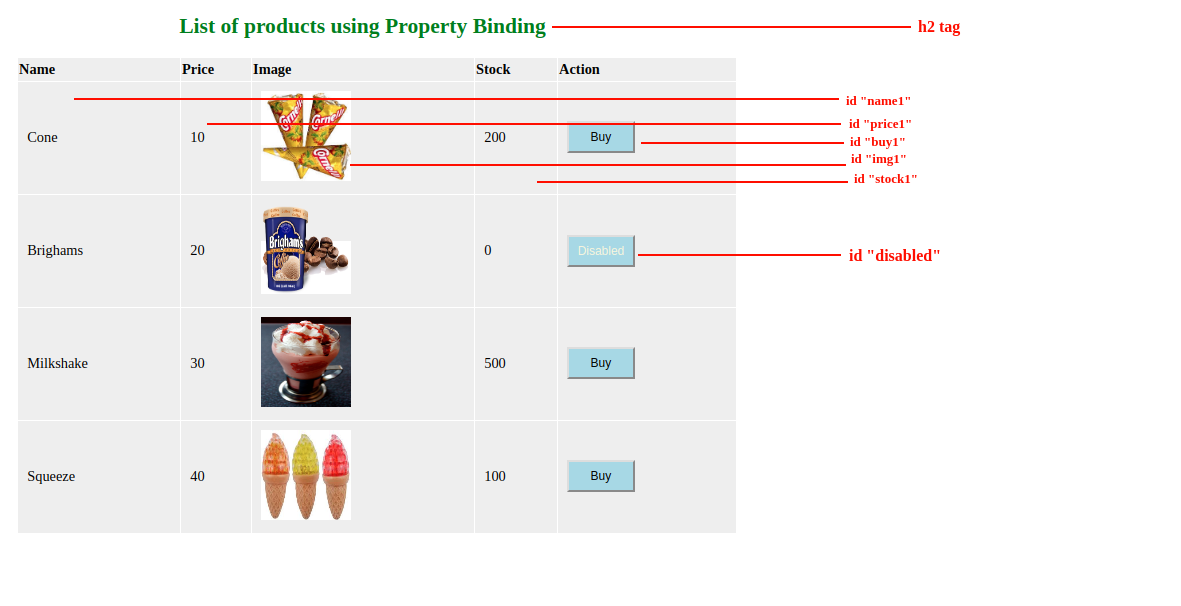 List of products using Property Binding h2 tag
Name Price Image Stock Action
id "name1"
id "price1"
Cone 10 200 Buy id "buy1"
id "img1"
id "stock1"
Brighams 20 Brigham's 0 Disabled id "disabled"
Milkshake 30 500 Buy
Squeeze 40 100 Buy